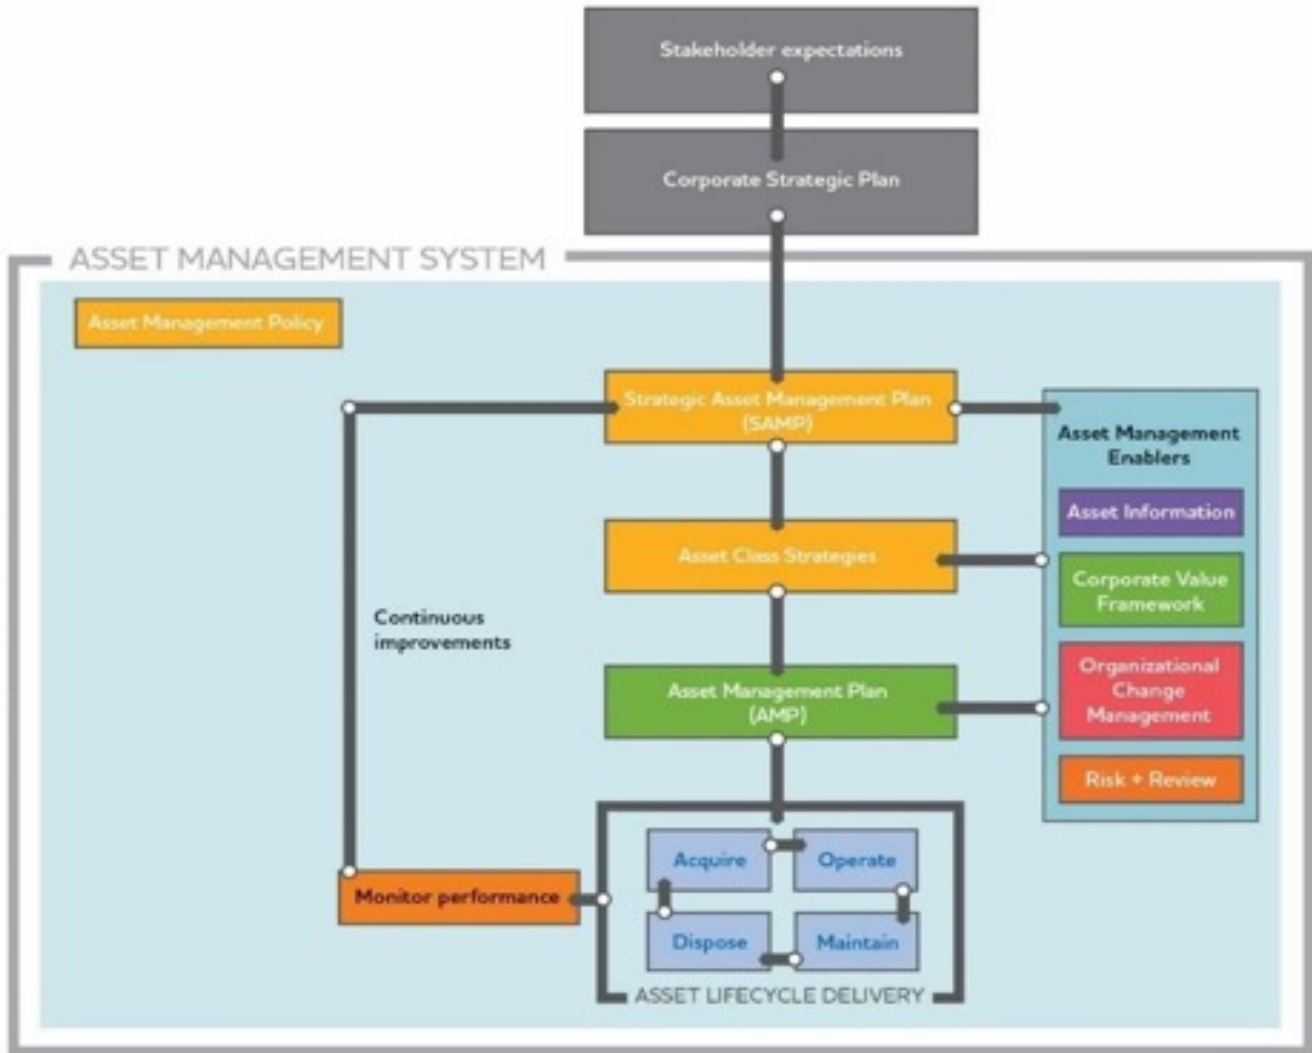 Stakeholder expectations
Corporate Strategic Plan
ASSET MANAGEMENT SYSTEM
Asset Management Policy
Strategic Asset Management Plan
(SAMP)
Asset Management
Enablers
Asset Information
Asset Class Strategies
Corporate Value
Framework
Continuous
improvements
Organizational
Change
Management
Asset Management Plan
(AMP)
Risk + Review
Acquire
Operate
Monitor performance
Dispose
Maintain
ASSET LIFECYCLE DELIVERY